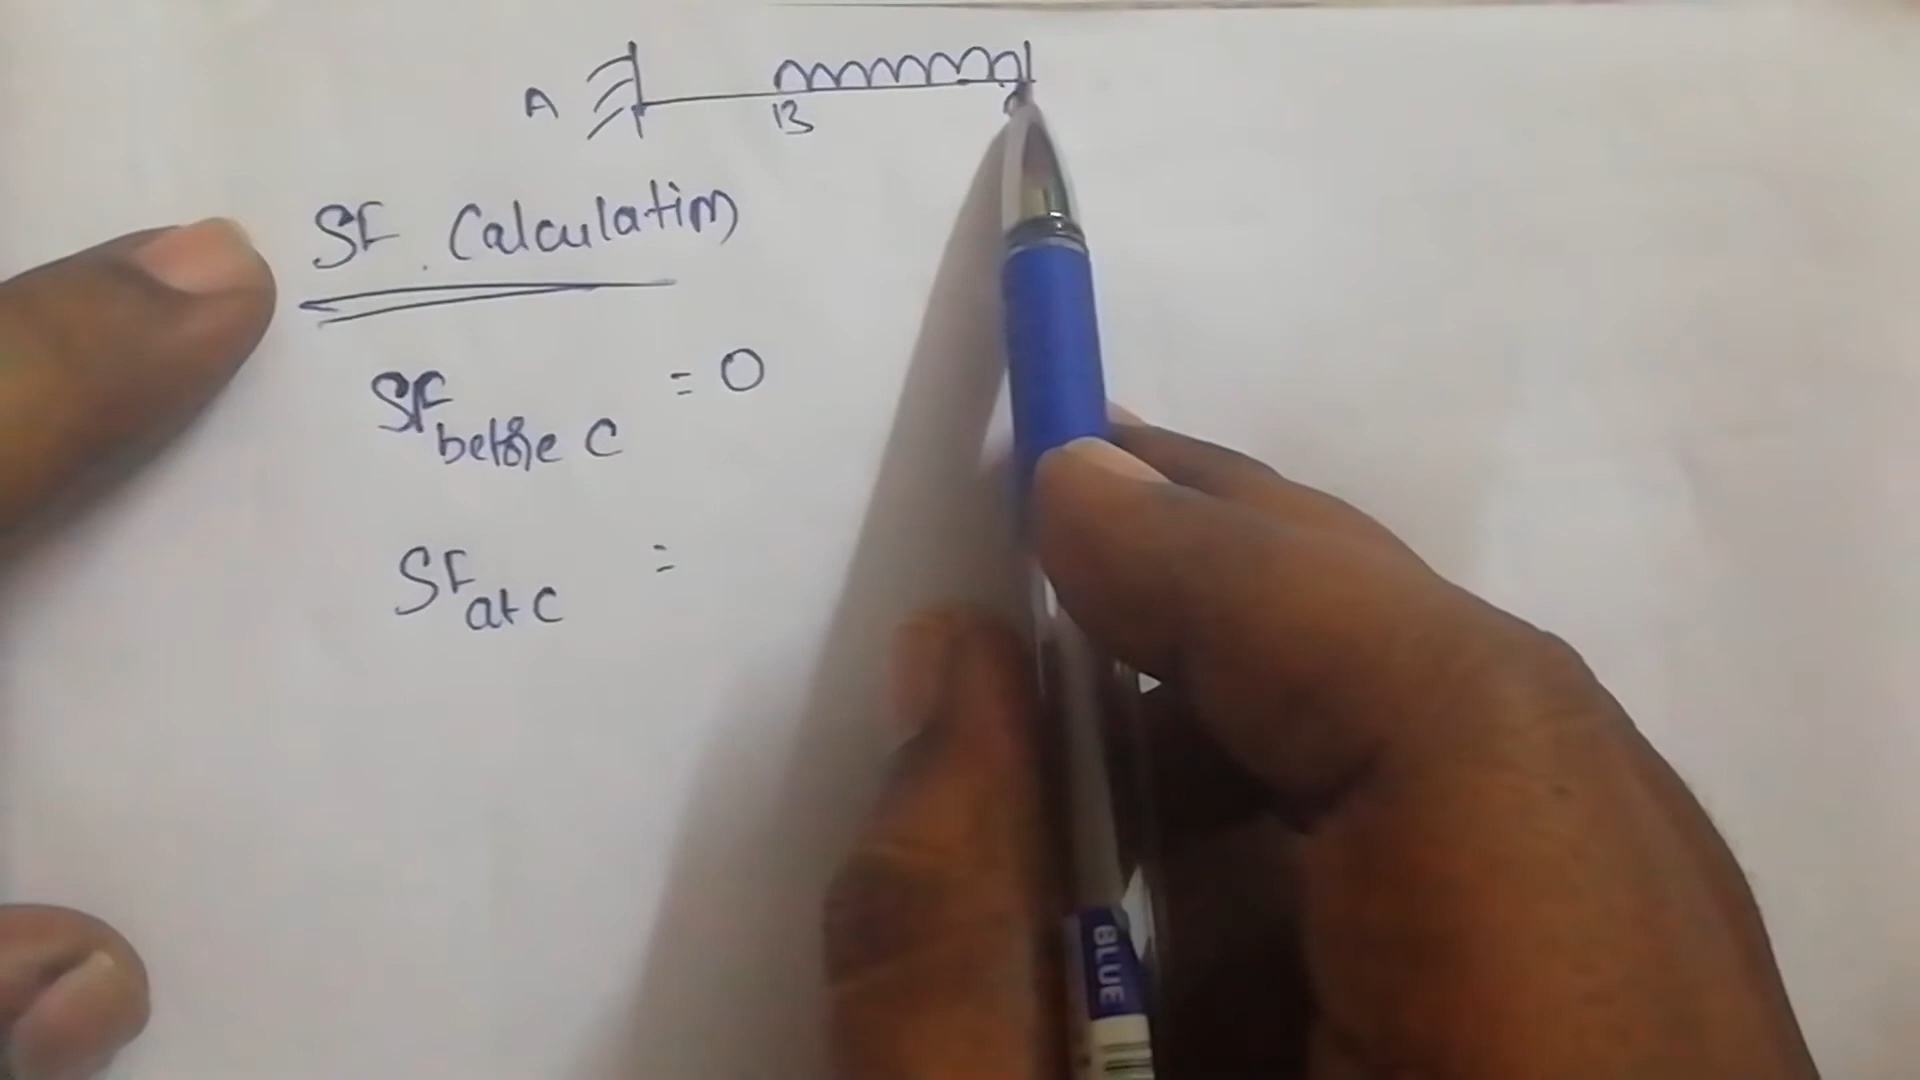 A
B
SF Calculation
SF before C = 0
SF at C =
BLUE